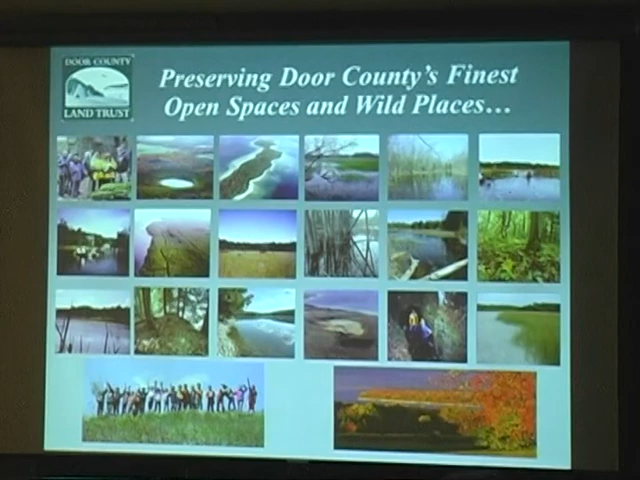 DOOR COUNTY
LAND TRUST
Preserving Door County's Finest
Open Spaces and Wild Places...